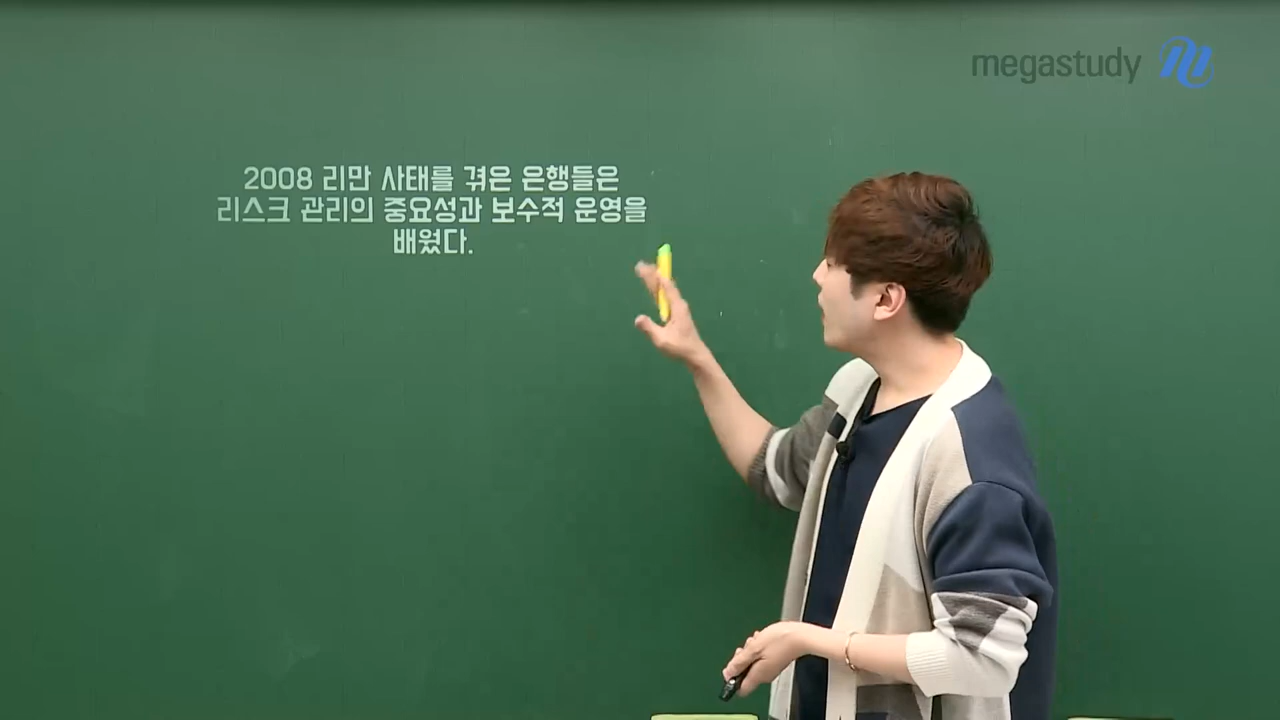 megastudy
2008 리만 사태를 겪은 은행들은
리스크 관리의 중요성과 보수적 운영을
배웠다.